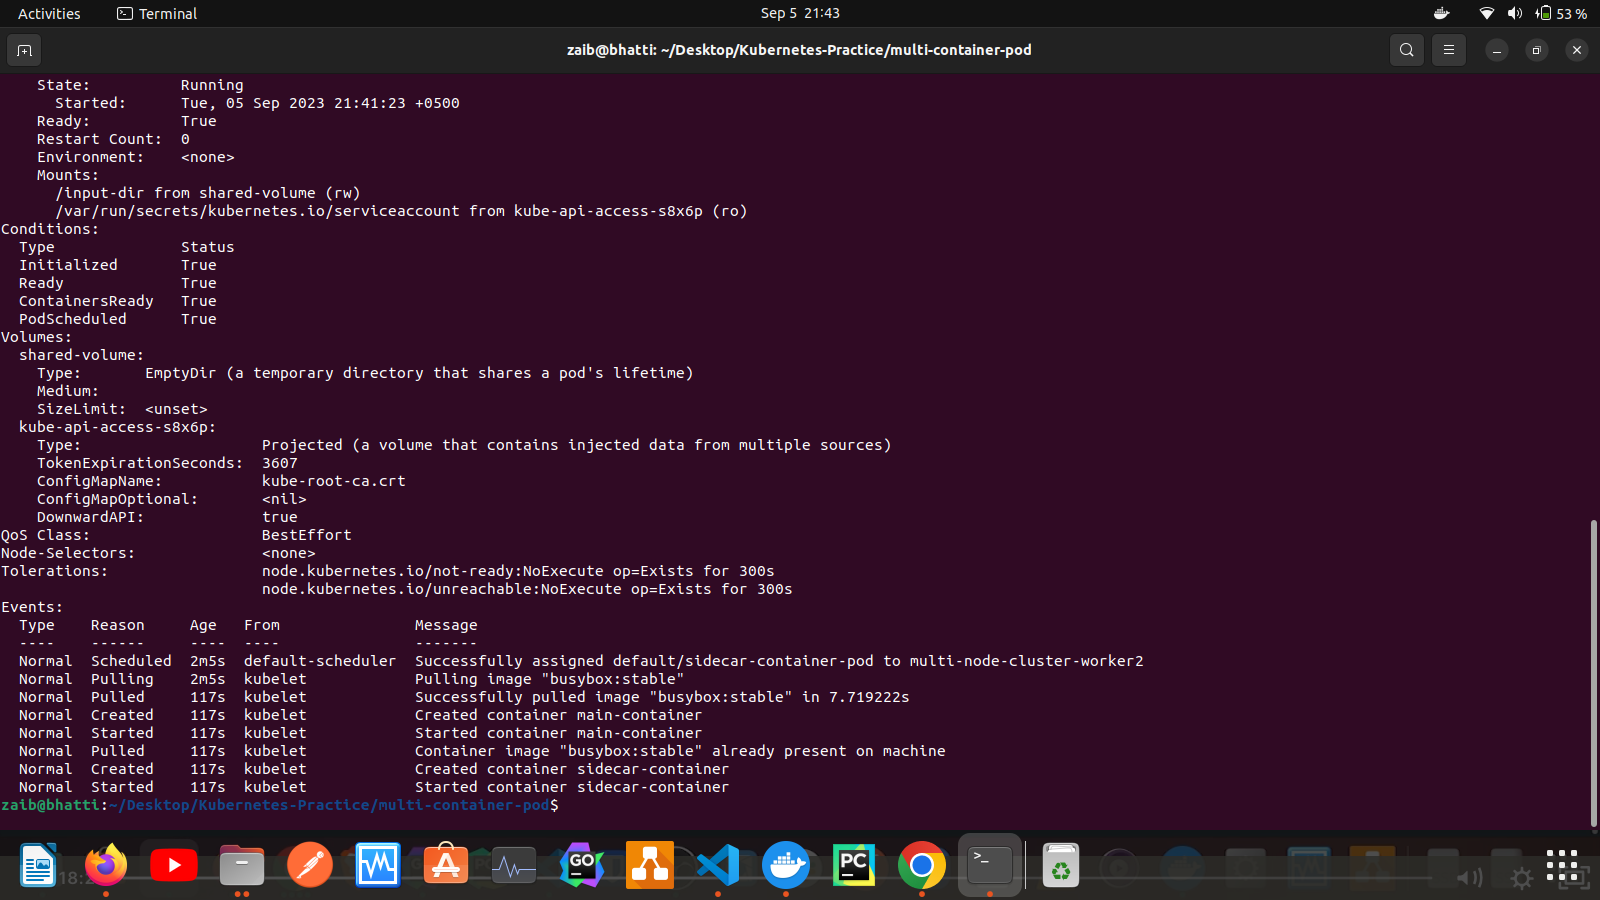 Activities Terminal Sep 5 21:43 53 %
zaib@bhatti: ~/Desktop/Kubernetes-Practice/multi-container-pod
State: Running
Started: Tue, 05 Sep 2023 21:41:23 +0500
Ready: True
Restart Count: 0
Environment: <none>
Mounts:
/input-dir from shared-volume (rw)
/var/run/secrets/kubernetes.io/serviceaccount from kube-api-access-s8x6p (ro)
Conditions:
Type Status
Initialized True
Ready True
ContainersReady True
PodScheduled True
Volumes:
shared-volume:
Type: EmptyDir (a temporary directory that shares a pod's lifetime)
Medium:
SizeLimit: <unset>
kube-api-access-s8x6p:
Type: Projected (a volume that contains injected data from multiple sources)
TokenExpirationSeconds: 3607
ConfigMapName: kube-root-ca.crt
ConfigMapOptional: <nil>
DownwardAPI: true
QoS Class: BestEffort
Node-Selectors: <none>
Tolerations: node.kubernetes.io/not-ready:NoExecute op=Exists for 300s
node.kubernetes.io/unreachable:NoExecute op=Exists for 300s
Events:
Type Reason Age From Message
---- ------ ---- ---- -------
Normal Scheduled 2m5s default-scheduler Successfully assigned default/sidecar-container-pod to multi-node-cluster-worker2
Normal Pulling 2m5s kubelet Pulling image "busybox:stable"
Normal Pulled 117s kubelet Successfully pulled image "busybox:stable" in 7.719222s
Normal Created 117s kubelet Created container main-container
Normal Started 117s kubelet Started container main-container
Normal Pulled 117s kubelet Container image "busybox:stable" already present on machine
Normal Created 117s kubelet Created container sidecar-container
Normal Started 117s kubelet Started container sidecar-container
zaib@bhatti:~/Desktop/Kubernetes-Practice/multi-container-pod$
GO PC >_